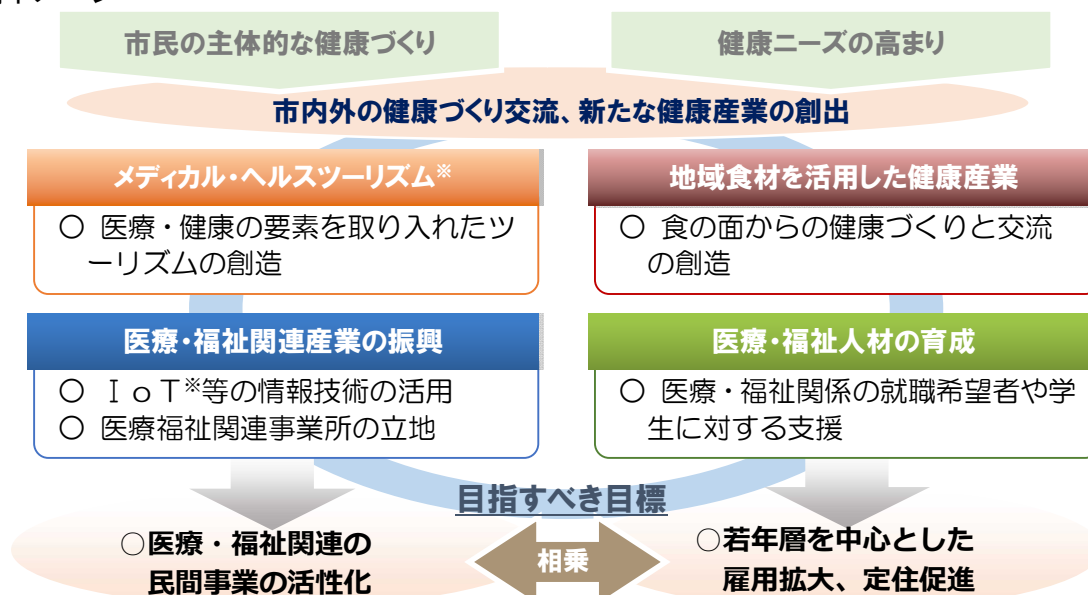 市民の主体的な健康づくり
健康ニーズの高まり
市内外の健康づくり交流、新たな健康産業の創出
メディカル・ヘルスツーリズム※
〇 医療・健康の要素を取り入れたツ
ーリズムの創造
地域食材を活用した健康産業
〇 食の面からの健康づくりと交流
の創造
医療・福祉関連産業の振興
〇 ＩｏＴ※等の情報技術の活用
〇 医療福祉関連事業所の立地
医療・福祉人材の育成
〇 医療・福祉関係の就職希望者や学
生に対する支援
目指すべき目標
○医療・福祉関連の
民間事業の活性化
相乗
○若年層を中心とした
雇用拡大、定住促進